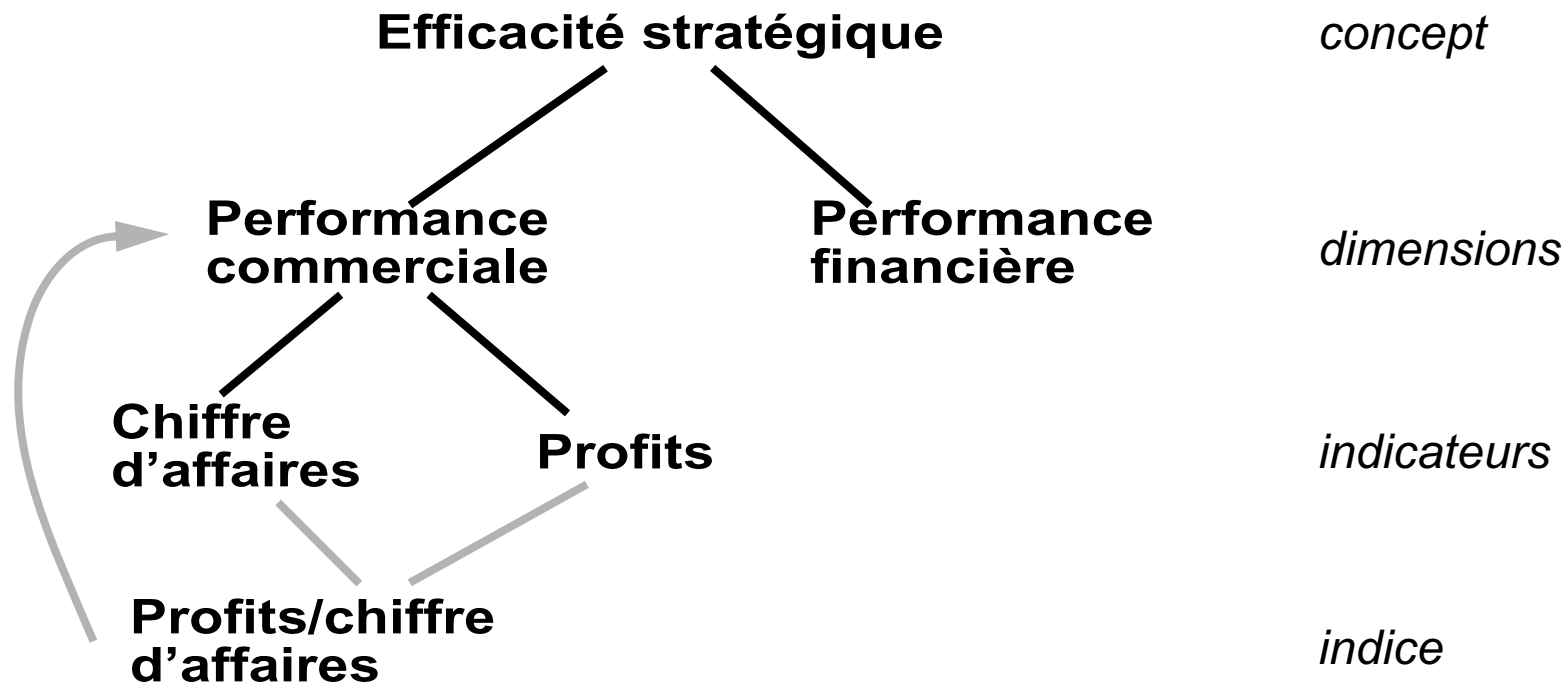 Efficacité stratégique
concept
Performance
commerciale
Performance
financière
dimensions
Chiffre
d’affaires
Profits
indicateurs
Profits/chiffre
d’affaires
indice